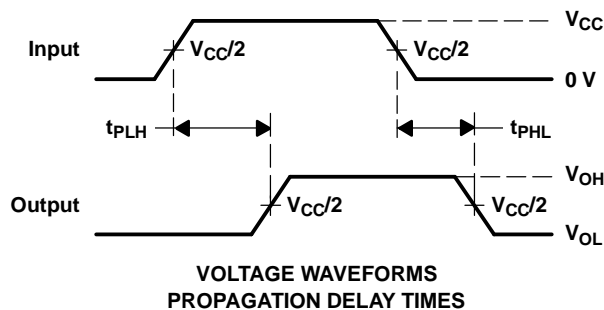 V_CC
Input V_CC/2 V_CC/2
0 V
t_PLH t_PHL
V_OH
Output V_CC/2 V_CC/2
V_OL
VOLTAGE WAVEFORMS
PROPAGATION DELAY TIMES